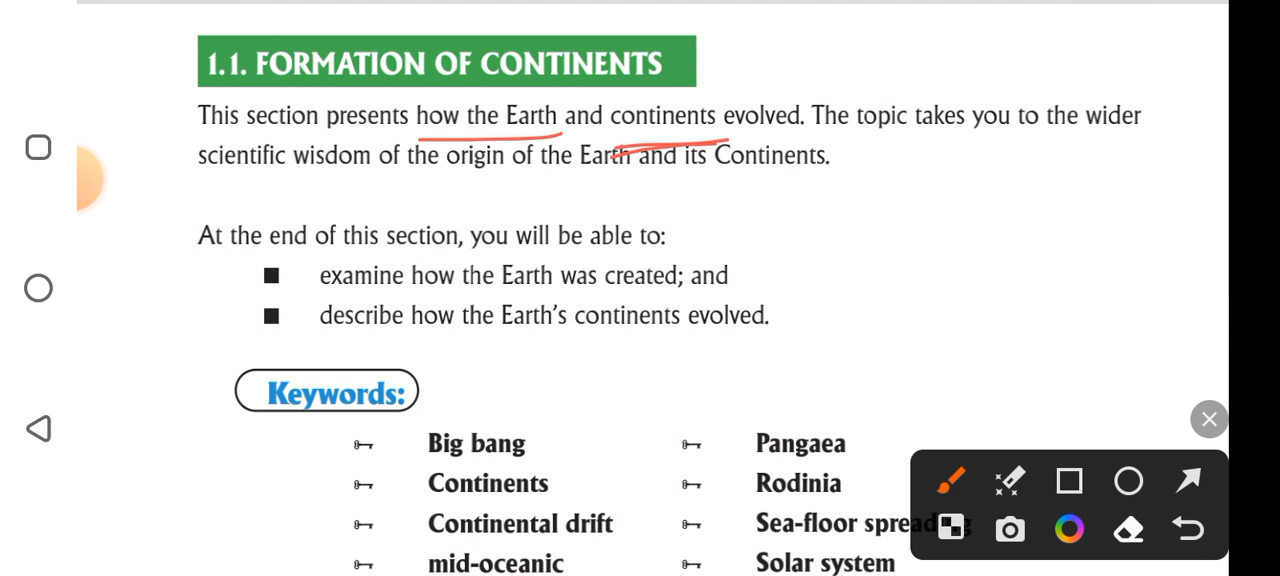 1.1. FORMATION OF CONTINENTS
This section presents how the Earth and continents evolved. The topic takes you to the wider
scientific wisdom of the origin of the Earth and its Continents.
At the end of this section, you will be able to:
■ examine how the Earth was created; and
■ describe how the Earth's continents evolved.
Keywords:
Big bang Pangaea
Continents Rodinia
Continental drift Sea-floor
mid-oceanic Solar system